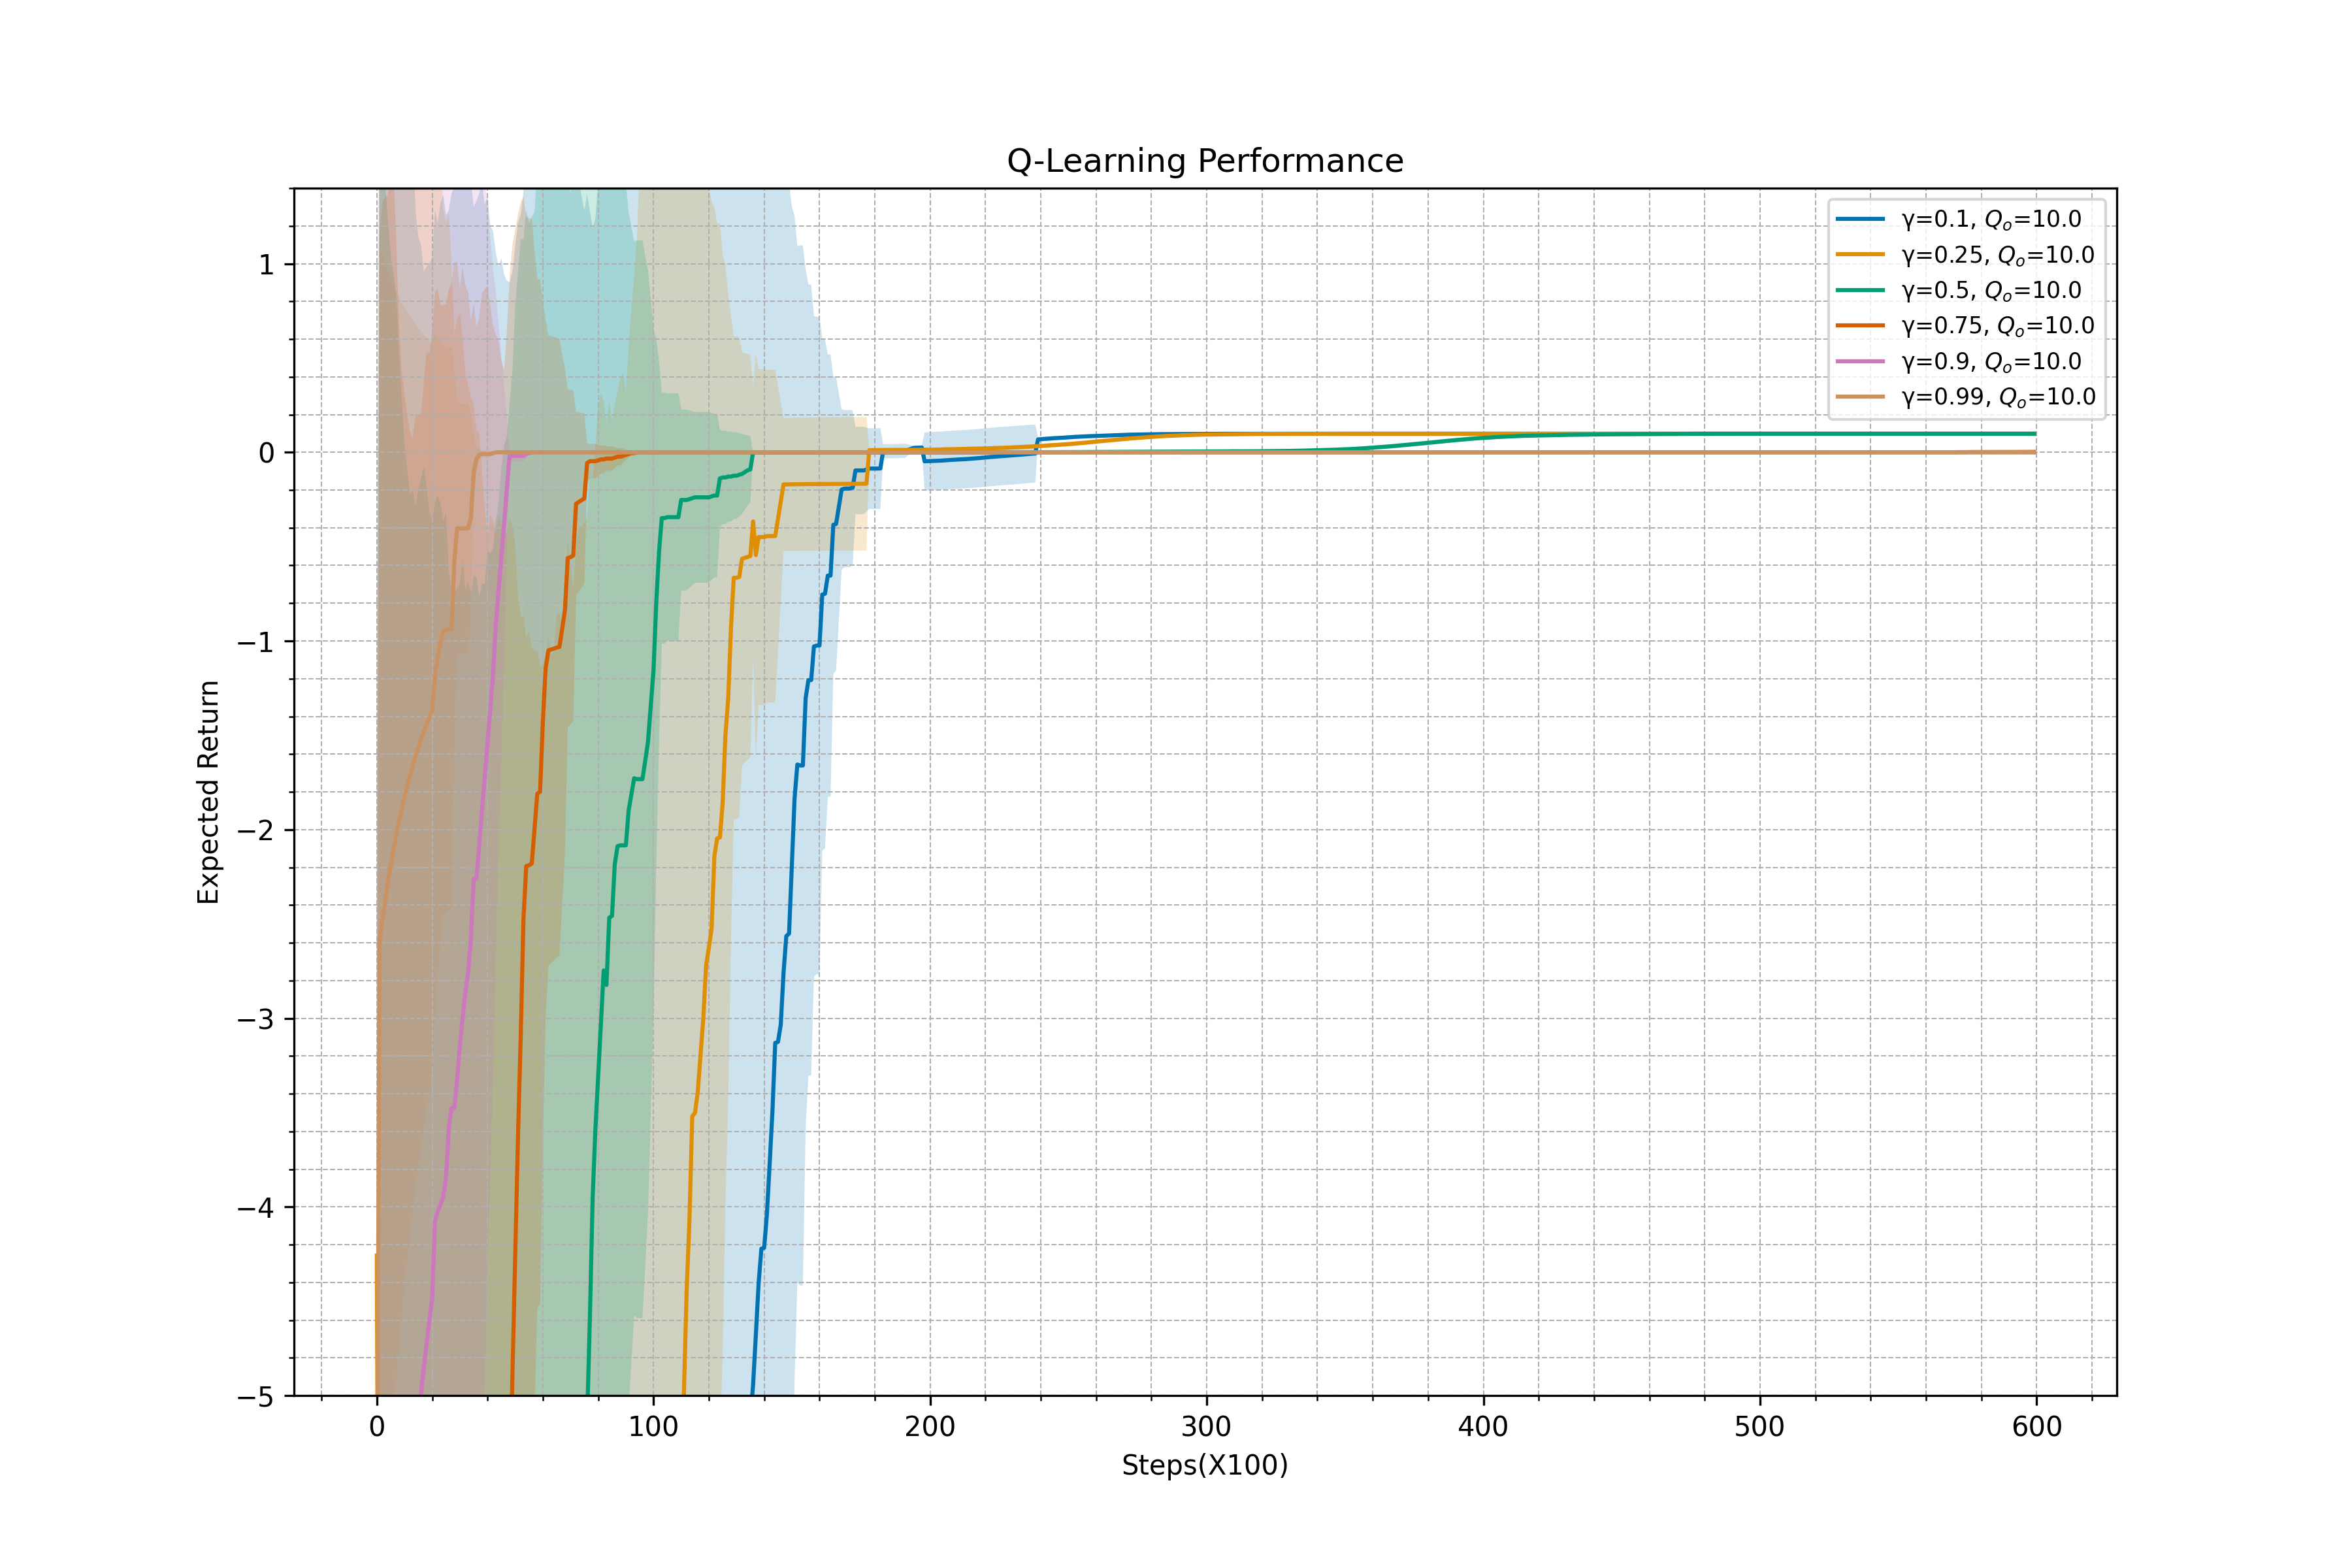 Q-Learning Performance
γ=0.1, Qₒ=10.0
γ=0.25, Qₒ=10.0
γ=0.5, Qₒ=10.0
γ=0.75, Qₒ=10.0
γ=0.9, Qₒ=10.0
γ=0.99, Qₒ=10.0
Expected Return
1
0
−1
−2
−3
−4
−5
0 100 200 300 400 500 600
Steps(X100)